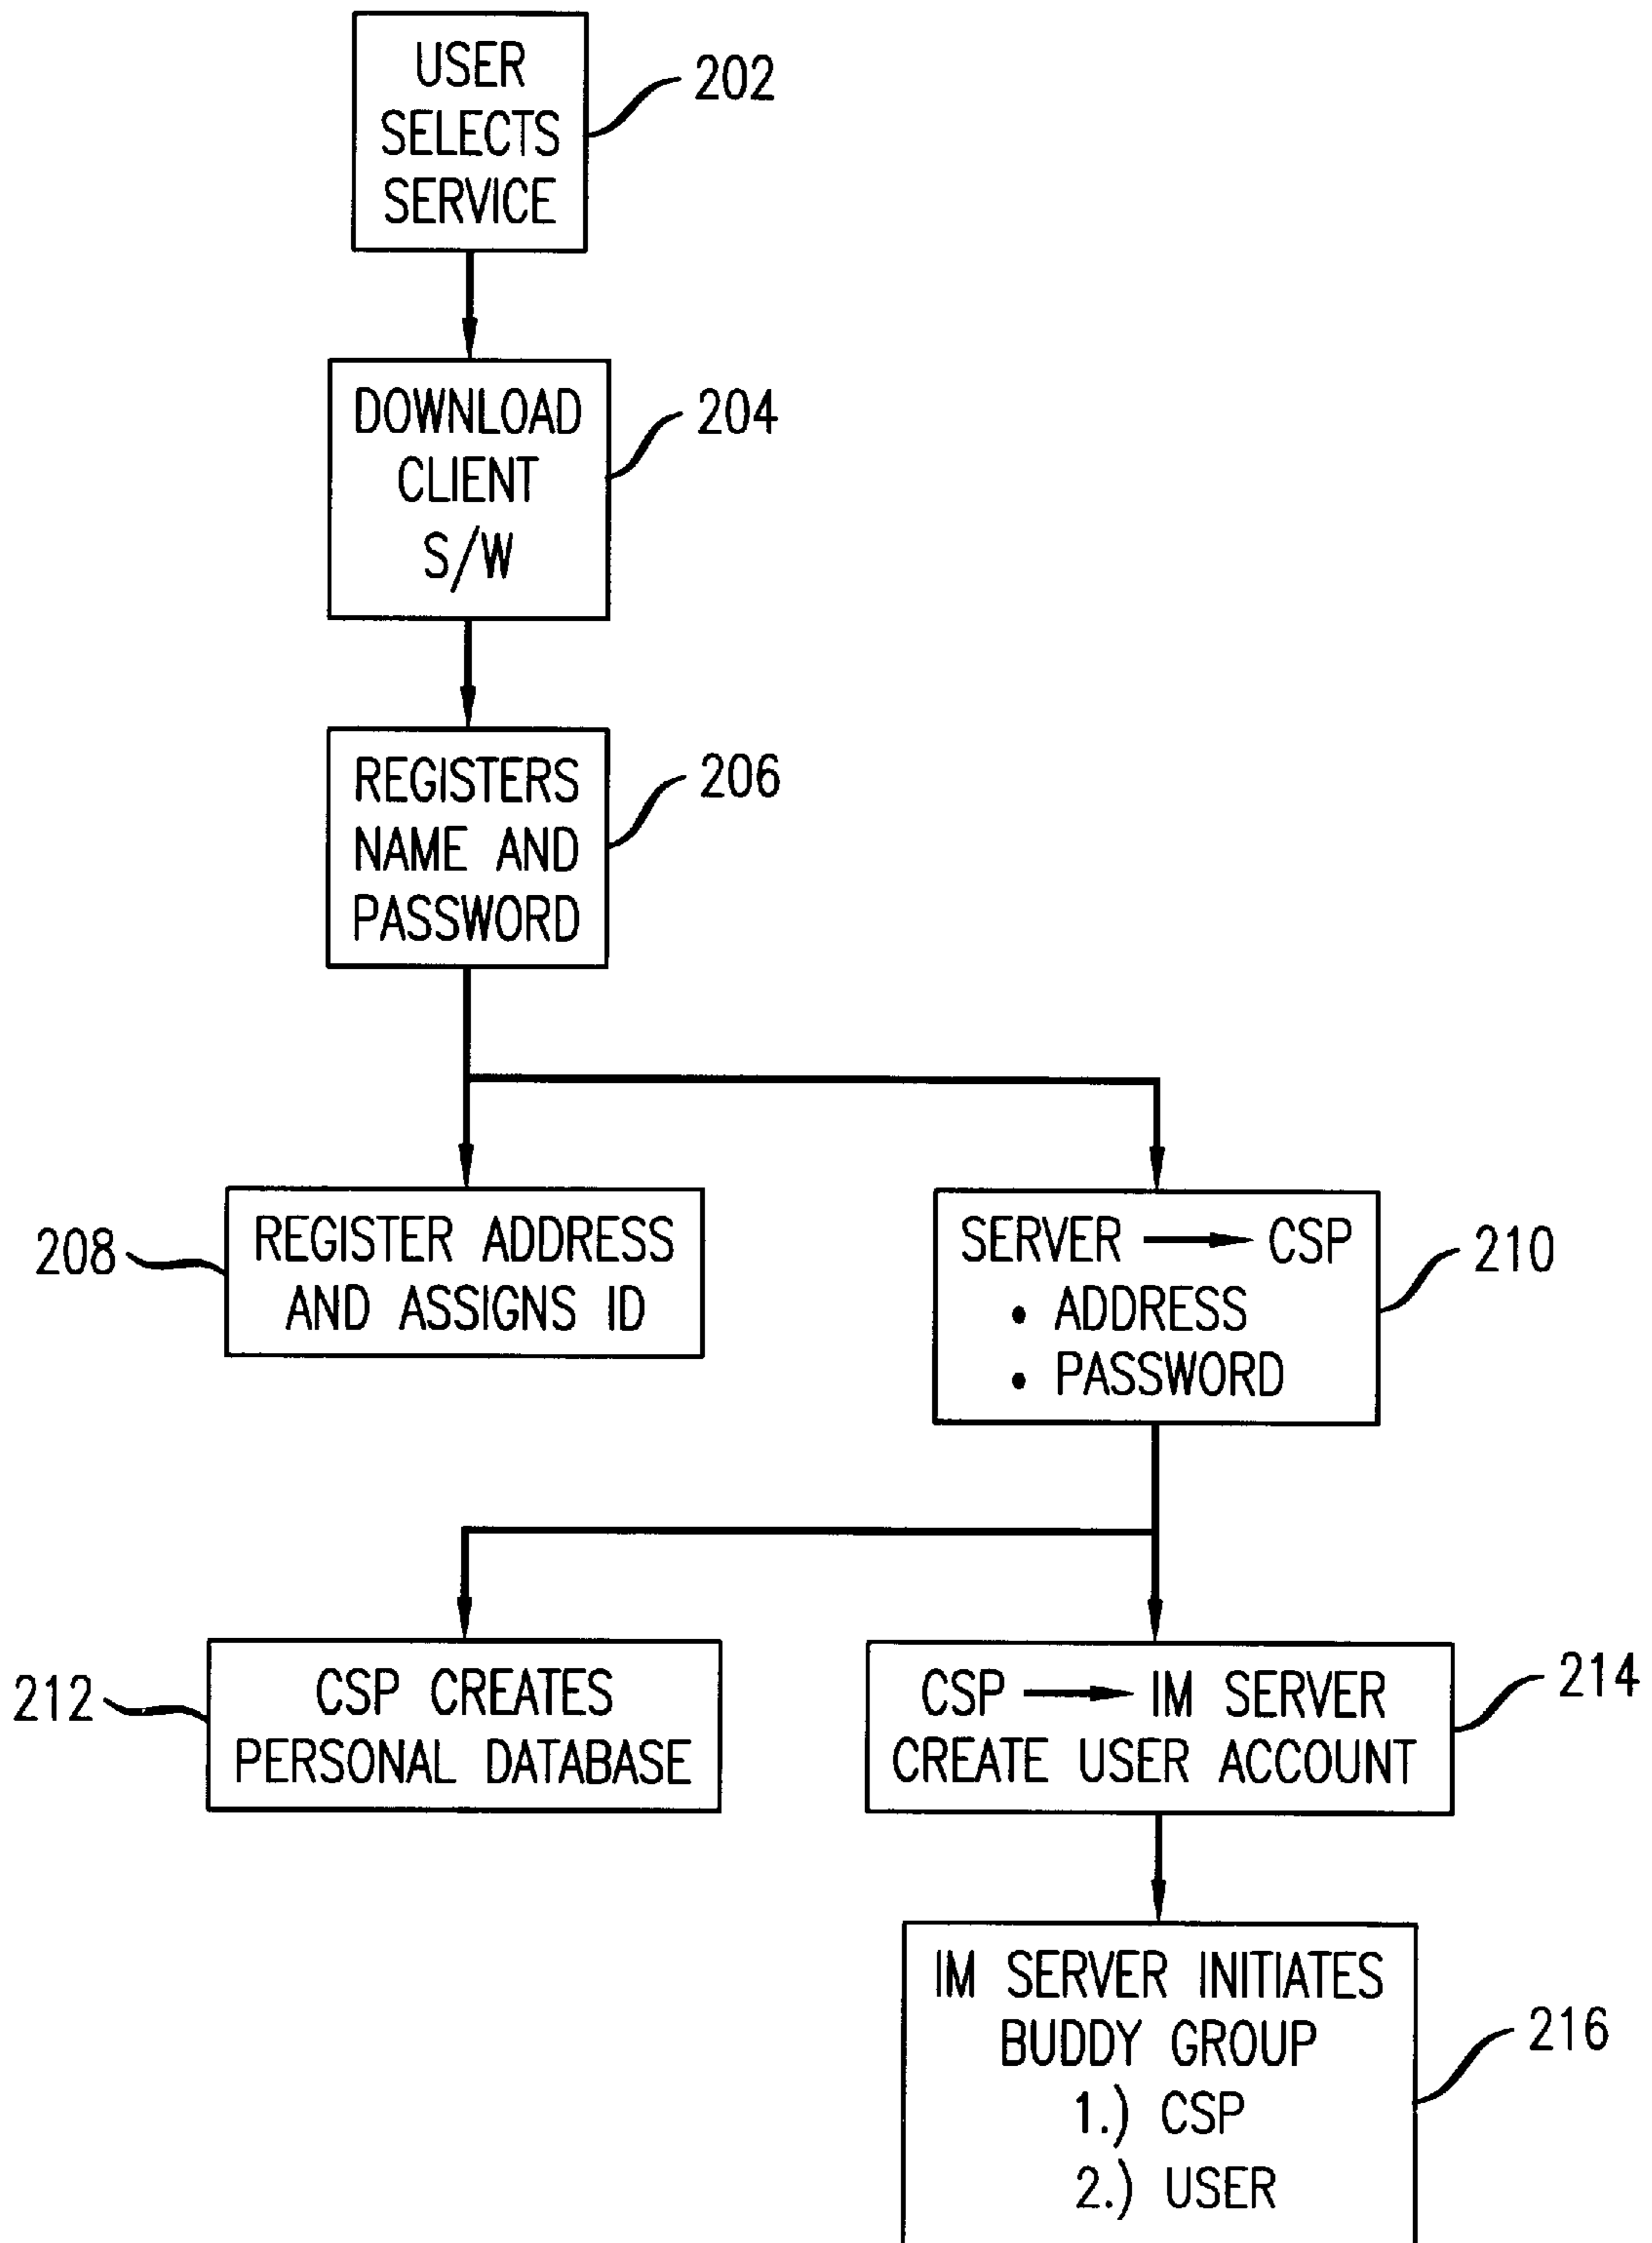 USER
SELECTS
SERVICE
202
DOWNLOAD
CLIENT
S/W
204
REGISTERS
NAME AND
PASSWORD
206
208
REGISTER ADDRESS
AND ASSIGNS ID
SERVER → CSP
• ADDRESS
• PASSWORD
210
212
CSP CREATES
PERSONAL DATABASE
CSP → IM SERVER
CREATE USER ACCOUNT
214
IM SERVER INITIATES
BUDDY GROUP
1.) CSP
2.) USER
216